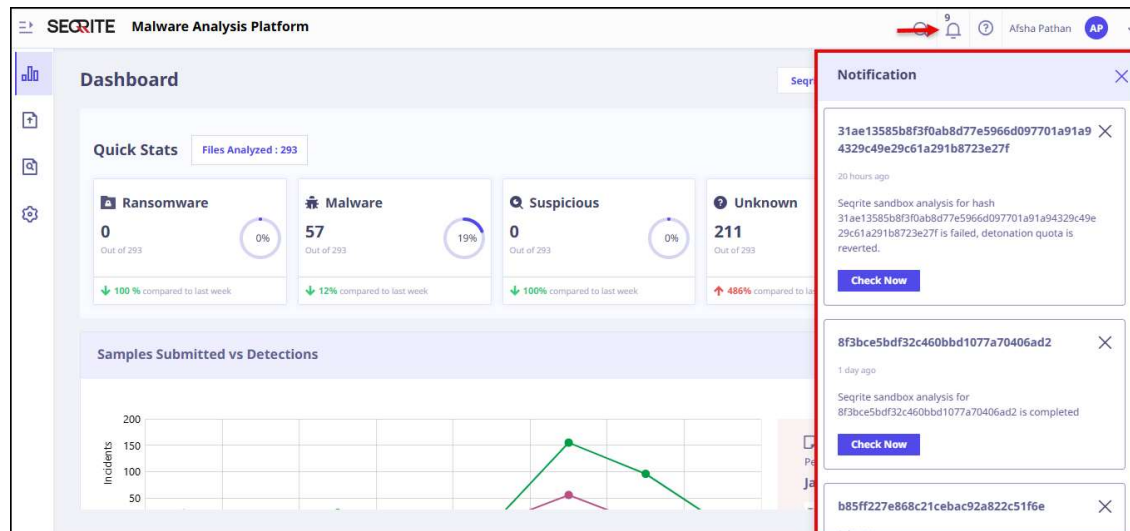 SEQRITE Malware Analysis Platform
9
Afsha Pathan AP
Dashboard
Seqr
Quick Stats Files Analyzed : 293
Ransomware
0
Out of 293
0%
100 % compared to last week
Malware
57
Out of 293
19%
12% compared to last week
Suspicious
0
Out of 293
0%
100% compared to last week
Unknown
211
Out of 293
486% compared to la
Samples Submitted vs Detections
200
150
100
50
Incidents
Pe
Ja
Notification
31ae13585b8f3f0ab8d77e5966d097701a91a9
4329c49e29c61a291b8723e27f
20 hours ago
Seqrite sandbox analysis for hash
31ae13585b8f3f0ab8d77e5966d097701a91a94329c49e
29c61a291b8723e27f is failed, detonation quota is
reverted.
Check Now
8f3bce5bdf32c460bbd1077a70406ad2
1 day ago
Seqrite sandbox analysis for
8f3bce5bdf32c460bbd1077a70406ad2 is completed
Check Now
b85ff227e868c21cebac92a822c51f6e